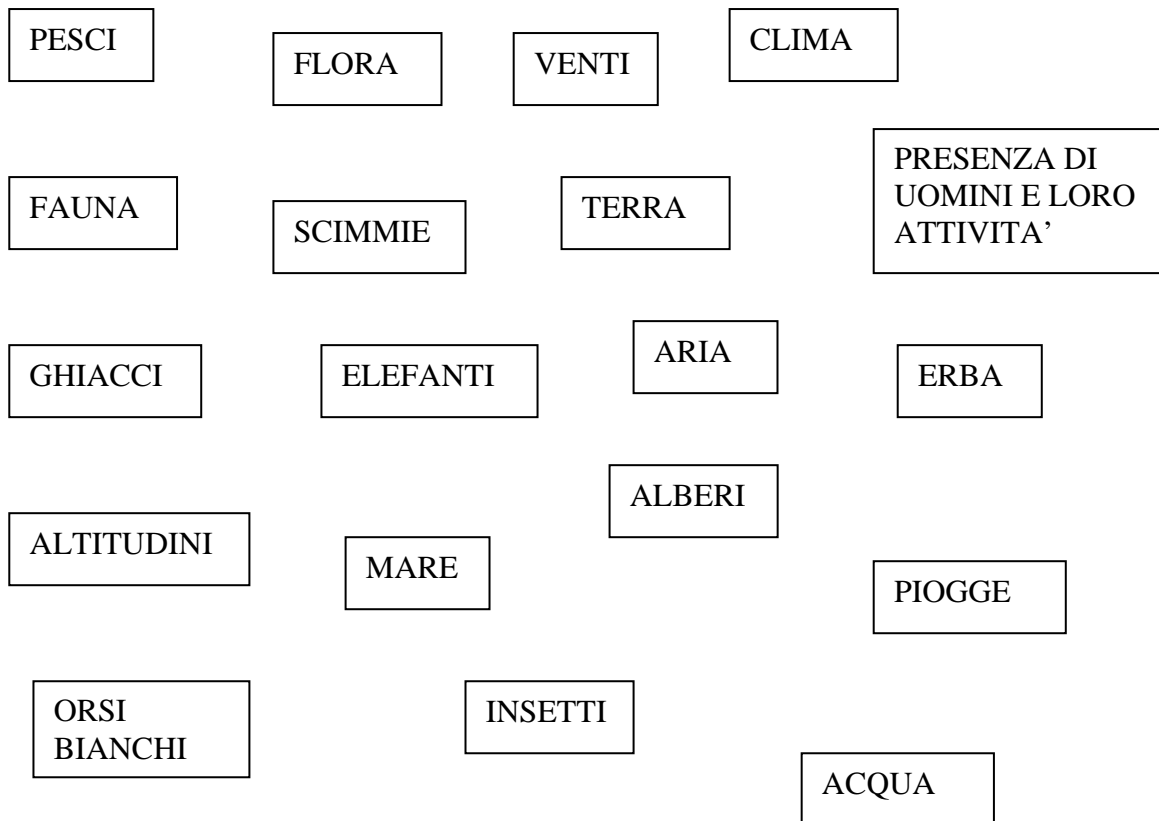 PESCI
FLORA
VENTI
CLIMA
PRESENZA DI
UOMINI E LORO
ATTIVITA’
FAUNA
SCIMMIE
TERRA
GHIACCI
ELEFANTI
ARIA
ERBA
ALBERI
ALTITUDINI
MARE
PIOGGE
ORSI
BIANCHI
INSETTI
ACQUA